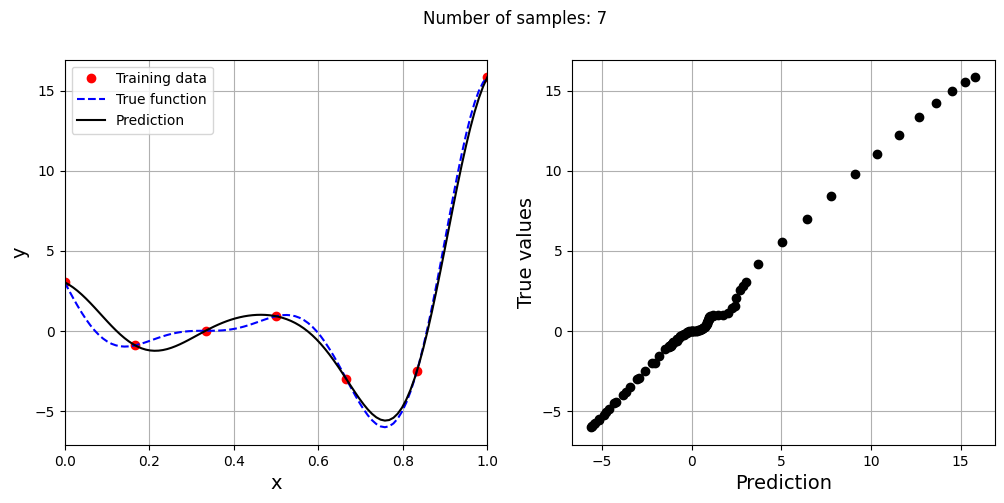 Number of samples: 7
Training data
True function
Prediction
15
10
5
0
−5
y
0.0 0.2 0.4 0.6 0.8 1.0
x
15
10
5
0
−5
True values
−5 0 5 10 15
Prediction